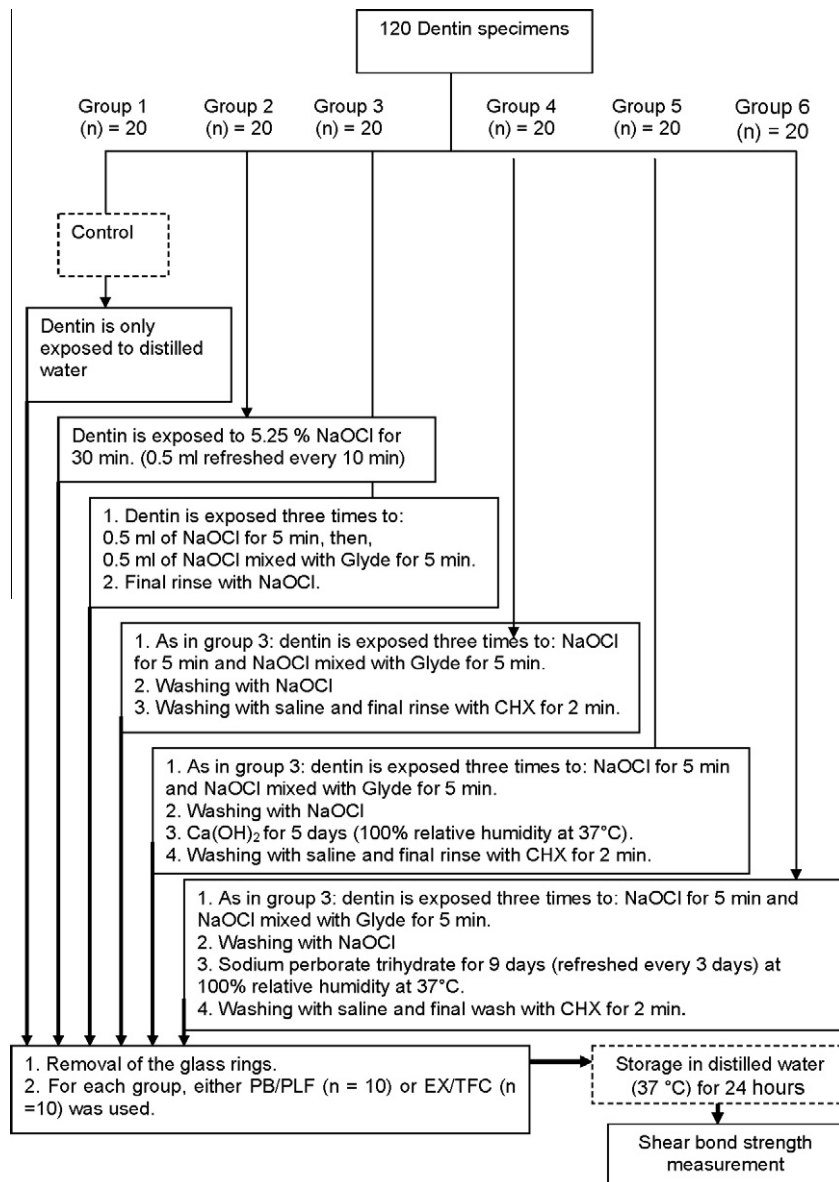 120 Dentin specimens
Group 1
(n) = 20
Group 2
(n) = 20
Group 3
(n) = 20
Group 4
(n) = 20
Group 5
(n) = 20
Group 6
(n) = 20
Control
Dentin is only
exposed to distilled
water
Dentin is exposed to 5.25 % NaOCl for
30 min. (0.5 ml refreshed every 10 min)
1. Dentin is exposed three times to:
0.5 ml of NaOCl for 5 min, then,
0.5 ml of NaOCl mixed with Glyde for 5 min.
2. Final rinse with NaOCl.
1. As in group 3: dentin is exposed three times to: NaOCl
for 5 min and NaOCl mixed with Glyde for 5 min.
2. Washing with NaOCl
3. Washing with saline and final rinse with CHX for 2 min.
1. As in group 3: dentin is exposed three times to: NaOCl for 5 min
and NaOCl mixed with Glyde for 5 min.
2. Washing with NaOCl
3. Ca(OH)₂ for 5 days (100% relative humidity at 37°C).
4. Washing with saline and final rinse with CHX for 2 min.
1. As in group 3: dentin is exposed three times to: NaOCl for 5 min and
NaOCl mixed with Glyde for 5 min.
2. Washing with NaOCl
3. Sodium perborate trihydrate for 9 days (refreshed every 3 days) at
100% relative humidity at 37°C.
4. Washing with saline and final wash with CHX for 2 min.
1. Removal of the glass rings.
2. For each group, either PB/PLF (n = 10) or EX/TFC (n
=10) was used.
Storage in distilled water
(37 °C) for 24 hours
Shear bond strength
measurement